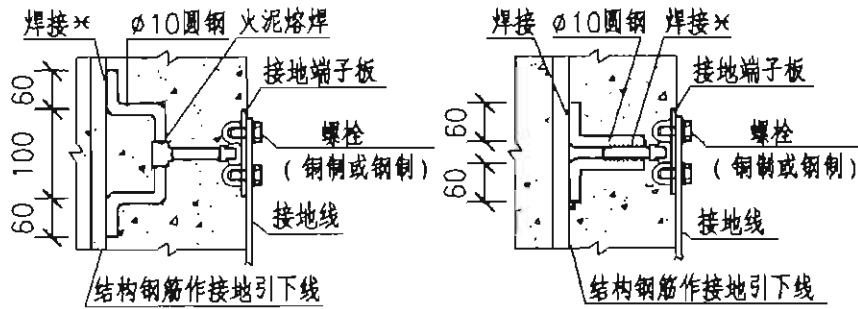 焊接 ø10圆钢 火泥熔焊
接地端子板
60
100
60
螺栓
(铜制或钢制)
接地线
结构钢筋作接地引下线
焊接 ø10圆钢 焊接
接地端子板
60
60
螺栓
(铜制或钢制)
接地线
结构钢筋作接地引下线